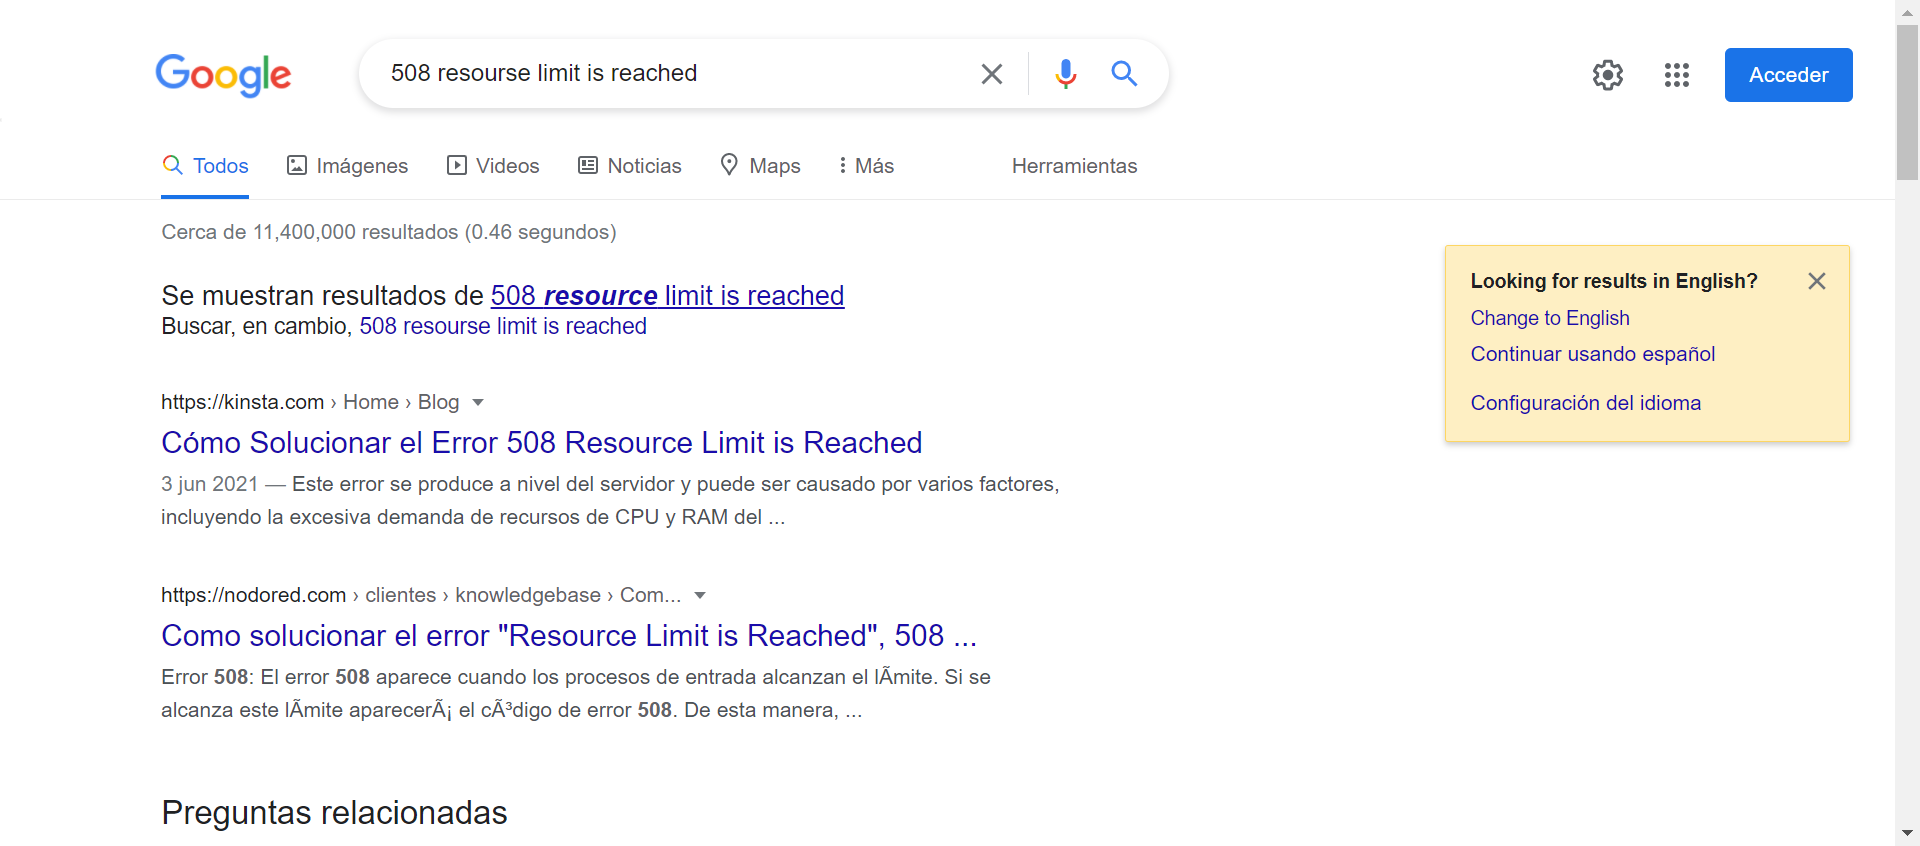 Google
508 resourse limit is reached
Acceder
Todos
Imágenes
Videos
Noticias
Maps
Más
Herramientas
Cerca de 11,400,000 resultados (0.46 segundos)
Se muestran resultados de 508 resource limit is reached
Buscar, en cambio, 508 resourse limit is reached
Looking for results in English?
Change to English
Continuar usando español
Configuración del idioma
https://kinsta.com › Home › Blog
Cómo Solucionar el Error 508 Resource Limit is Reached
3 jun 2021 — Este error se produce a nivel del servidor y puede ser causado por varios factores,
incluyendo la excesiva demanda de recursos de CPU y RAM del ...
https://nodored.com › clientes › knowledgebase › Com...
Como solucionar el error "Resource Limit is Reached", 508 ...
Error 508: El error 508 aparece cuando los procesos de entrada alcanzan el lÃmite. Si se
alcanza este lÃmite aparecerÃ¡ el cÃ³digo de error 508. De esta manera, ...
Preguntas relacionadas